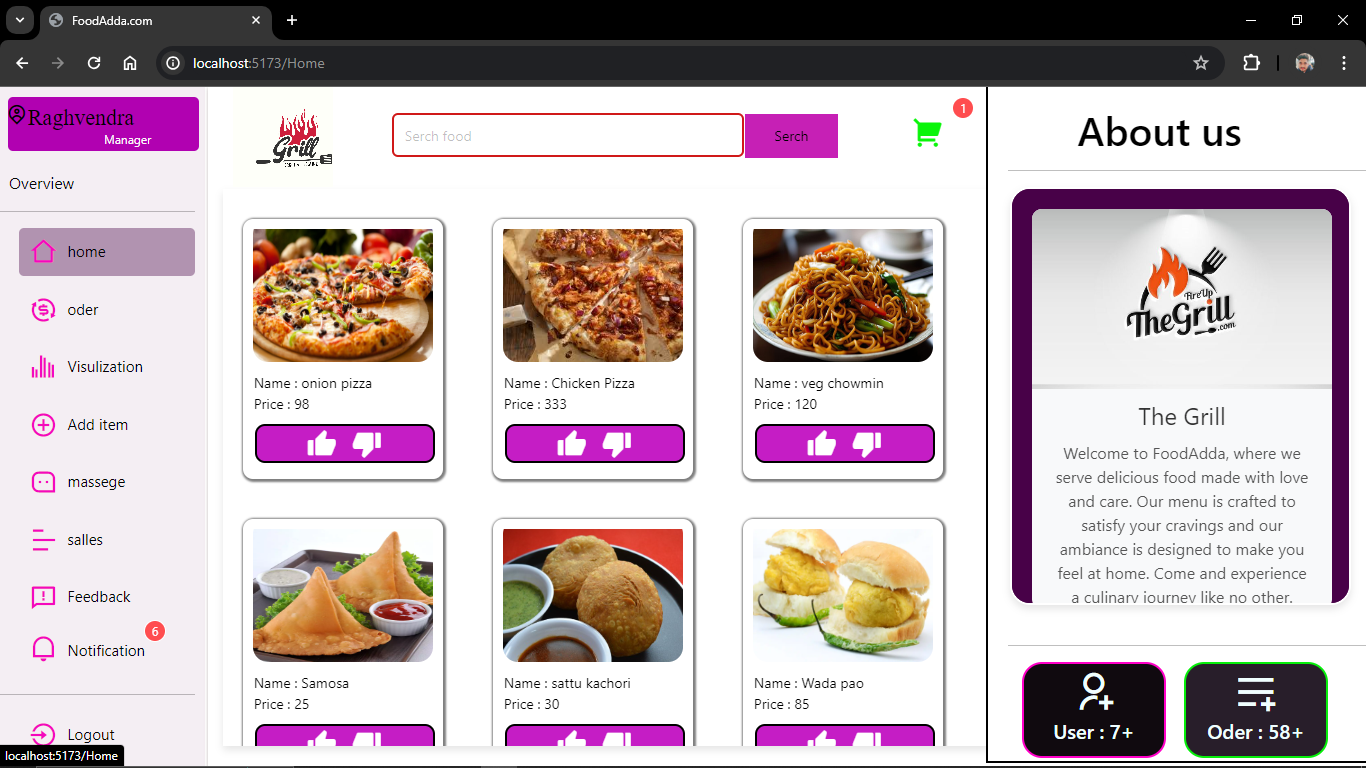 FoodAdda.com
localhost:5173/Home
Raghvendra
Manager
Overview
home
oder
Visulization
Add item
massege
salles
Feedback
6
Notification
Logout
localhost:5173/Home
Grill
Serch food
Serch
1
Name : onion pizza
Price : 98
Name : Chicken Pizza
Price : 333
Name : veg chowmin
Price : 120
Name : Samosa
Price : 25
Name : sattu kachori
Price : 30
Name : Wada pao
Price : 85
About us
FireUp
TheGrill
.com
The Grill
Welcome to FoodAdda, where we
serve delicious food made with love
and care. Our menu is crafted to
satisfy your cravings and our
ambiance is designed to make you
feel at home. Come and experience
a culinary journey like no other.
User : 7+
Oder : 58+